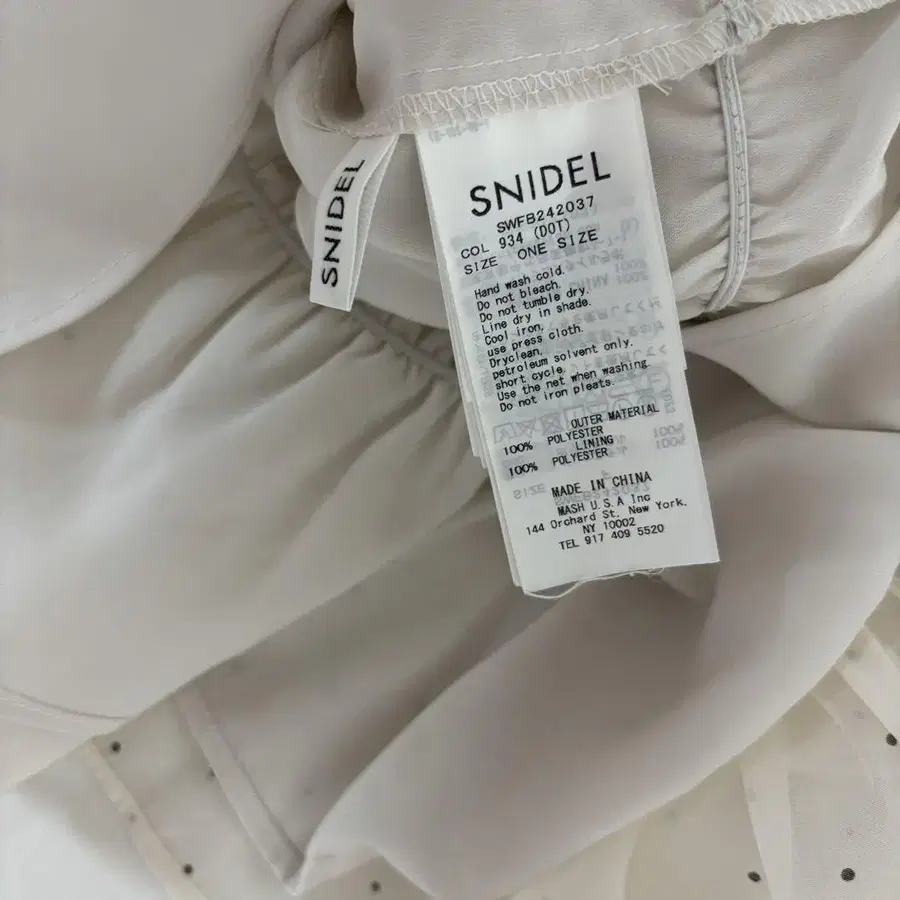 SNIDEL
SNIDEL
SWFB242037
COL 934 (DOT)
SIZE ONE SIZE
Hand wash cold.
Do not bleach.
Do not tumble dry.
Line dry in shade.
Cool iron,
use press cloth.
Dryclean,
petroleum solvent only.
short cycle.
Use the net when washing
Do not iron pleats.
OUTER MATERIAL
100% POLYESTER
LINING
100% POLYESTER
MADE IN CHINA
MASH U.S.A Inc
144 Orchard St, New York,
NY 10002
TEL 917 409 5520